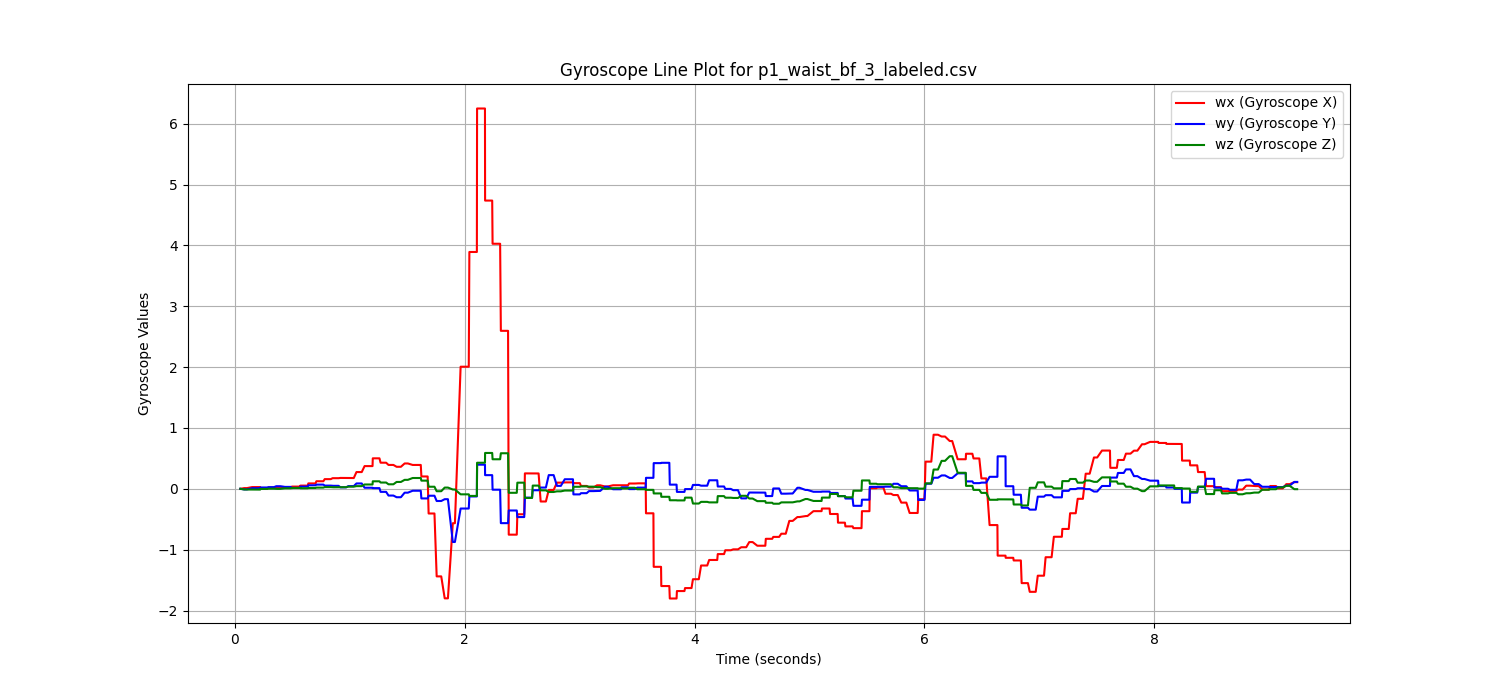 Gyroscope Line Plot for p1_waist_bf_3_labeled.csv
wx (Gyroscope X)
wy (Gyroscope Y)
wz (Gyroscope Z)
Gyroscope Values
6
5
4
3
2
1
0
−1
−2
0 2 4 6 8
Time (seconds)